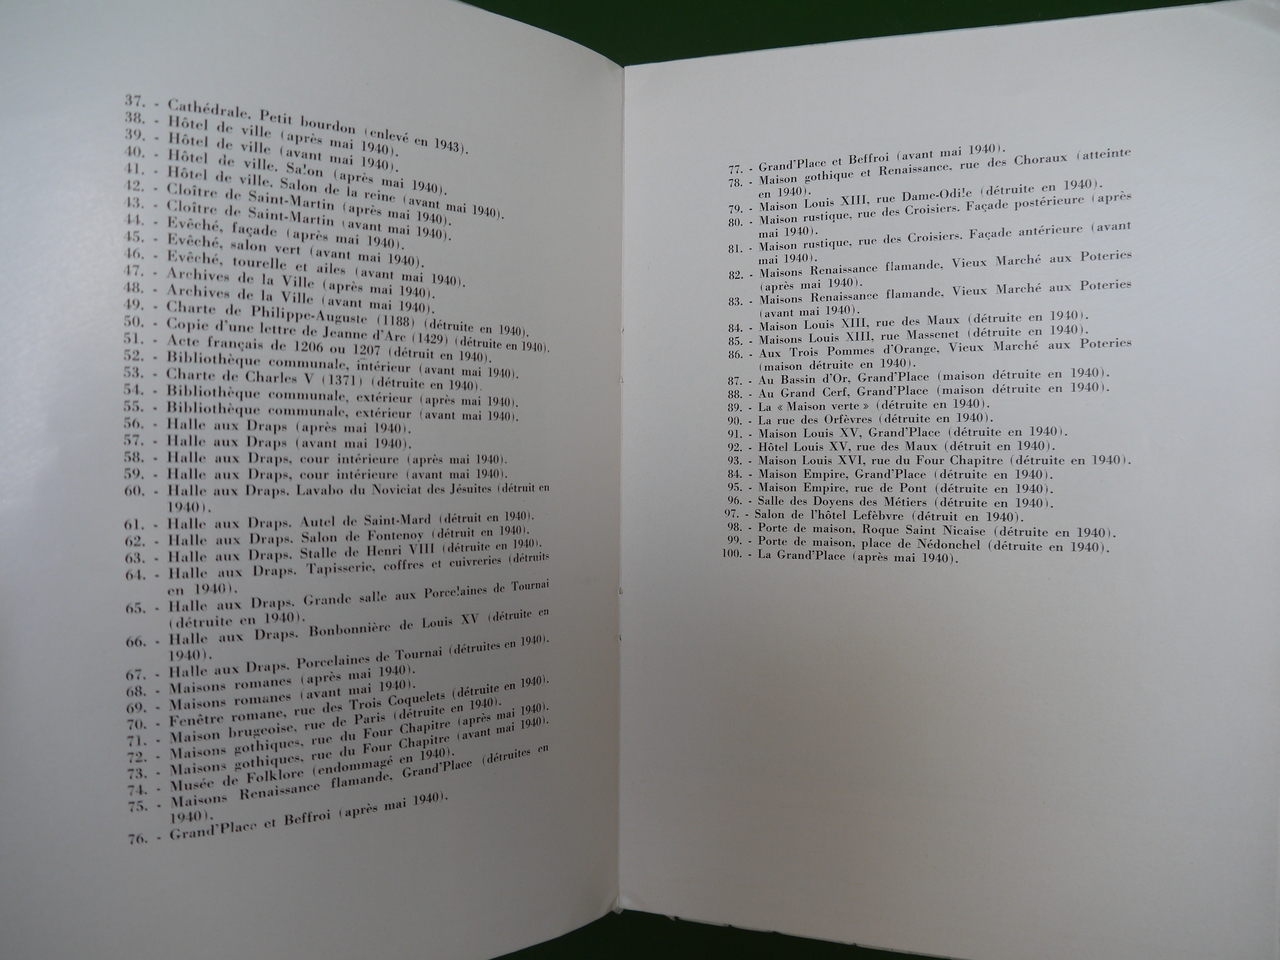 37. - Cathédrale. Petit bourdon (enlevé en 1943).
38. - Hôtel de ville (après mai 1940).
39. - Hôtel de ville (avant mai 1940).
40. - Hôtel de ville. Salon (après mai 1940).
41. - Hôtel de ville. Salon de la reine (avant mai 1940).
42. - Cloître de Saint-Martin (après mai 1940).
43. - Cloître de Saint-Martin (avant mai 1940).
44. - Evêché, façade (après mai 1940).
45. - Evêché, salon vert (avant mai 1940).
46. - Evêché, tourelle et ailes (avant mai 1940).
47. - Archives de la Ville (après mai 1940).
48. - Archives de la Ville (avant mai 1940).
49. - Charte de Philippe-Auguste (1188) (détruite en 1940).
50. - Copie d'une lettre de Jeanne d'Arc (1429) (détruite en 1940).
51. - Acte français de 1206 ou 1207 (détruit en 1940).
52. - Bibliothèque communale, intérieur (avant mai 1940).
53. - Charte de Charles V (1371) (détruite en 1940).
54. - Bibliothèque communale, extérieur (après mai 1940).
55. - Bibliothèque communale, extérieur (avant mai 1940).
56. - Halle aux Draps (après mai 1940).
57. - Halle aux Draps (avant mai 1940).
58. - Halle aux Draps, cour intérieure (après mai 1940).
59. - Halle aux Draps, cour intérieure (avant mai 1940).
60. - Halle aux Draps. Lavabo du Noviciat des Jésuites (détruit en
1940).
61. - Halle aux Draps. Autel de Saint-Mard (détruit en 1940).
62. - Halle aux Draps. Salon de Fontenoy (détruit en 1940).
63. - Halle aux Draps. Stalle de Henri VIII (détruite en 1940).
64. - Halle aux Draps. Tapisserie, coffres et cuivreries (détruits
en 1940).
65. - Halle aux Draps. Grande salle aux Porcelaines de Tournai
(détruite en 1940).
66. - Halle aux Draps. Bonbonnière de Louis XV (détruite en
1940).
67. - Halle aux Draps. Porcelaines de Tournai (détruites en 1940).
68. - Maisons romanes (après mai 1940).
69. - Maisons romanes (avant mai 1940).
70. - Fenêtre romane, rue des Trois Coquelets (détruite en 1940).
71. - Maison brugeoise, rue de Paris (détruite en 1940).
72. - Maisons gothiques, rue du Four Chapitre (après mai 1940).
73. - Maisons gothiques, rue du Four Chapitre (avant mai 1940).
74. - Musée de Folklore (endommagé en 1940).
75. - Maisons Renaissance flamande, Grand'Place (détruites en
1940).
76. - Grand'Place et Beffroi (après mai 1940).
77. - Grand'Place et Beffroi (avant mai 1940).
78. - Maison gothique et Renaissance, rue des Choraux (atteinte
en 1940).
79. - Maison Louis XIII, rue Dame-Odile (détruite en 1940).
80. - Maison rustique, rue des Croisiers. Façade postérieure (après
mai 1940).
81. - Maison rustique, rue des Croisiers. Façade antérieure (avant
mai 1940).
82. - Maisons Renaissance flamande, Vieux Marché aux Poteries
(après mai 1940).
83. - Maisons Renaissance flamande, Vieux Marché aux Poteries
(avant mai 1940).
84. - Maison Louis XIII, rue des Maux (détruite en 1940).
85. - Maisons Louis XIII, rue Massenet (détruite en 1940).
86. - Aux Trois Pommes d'Orange, Vieux Marché aux Poteries
(maison détruite en 1940).
87. - Au Bassin d'Or, Grand'Place (maison détruite en 1940).
88. - Au Grand Cerf, Grand'Place (maison détruite en 1940).
89. - La « Maison verte » (détruite en 1940).
90. - La rue des Orfèvres (détruite en 1940).
91. - Maison Louis XV, Grand'Place (détruite en 1940).
92. - Hôtel Louis XV, rue des Maux (détruit en 1940).
93. - Maison Louis XVI, rue du Four Chapitre (détruite en 1940).
84. - Maison Empire, Grand'Place (détruite en 1940).
95. - Maison Empire, rue de Pont (détruite en 1940).
96. - Salle des Doyens des Métiers (détruite en 1940).
97. - Salon de l'hôtel Lefèbvre (détruit en 1940).
98. - Porte de maison, Roque Saint Nicaise (détruite en 1940).
99. - Porte de maison, place de Nédonchel (détruite en 1940).
100. - La Grand'Place (après mai 1940).